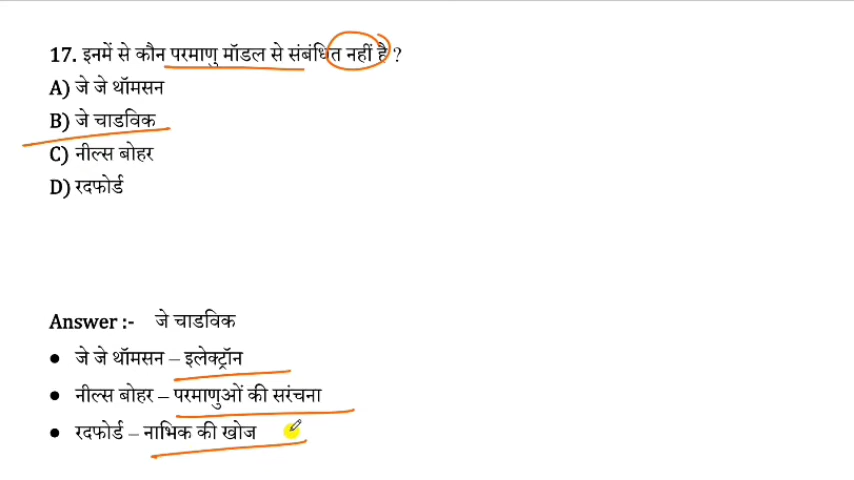 17. इनमें से कौन परमाणु मॉडल से संबंधित नहीं है ?
A) जे जे थॉमसन
B) जे चाडविक
C) नील्स बोहर
D) रदफोर्ड
Answer :- जे चाडविक
• जे जे थॉमसन – इलेक्ट्रॉन
• नील्स बोहर – परमाणुओं की सरंचना
• रदफोर्ड – नाभिक की खोज